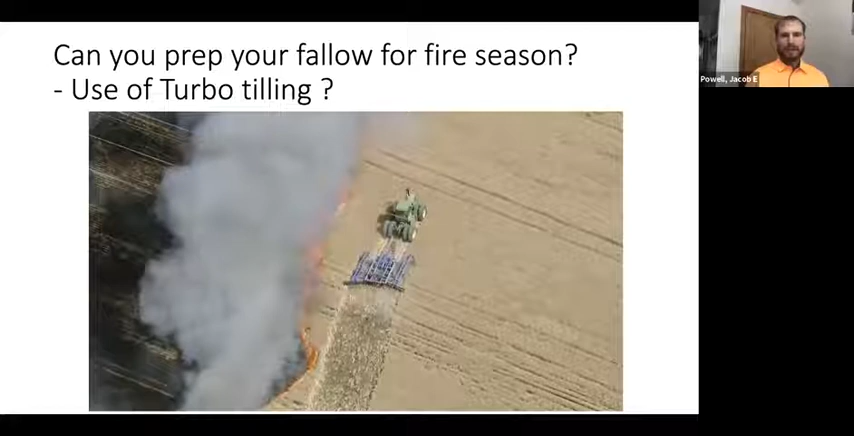 Can you prep your fallow for fire season?
- Use of Turbo tilling ?
Powell, Jacob E